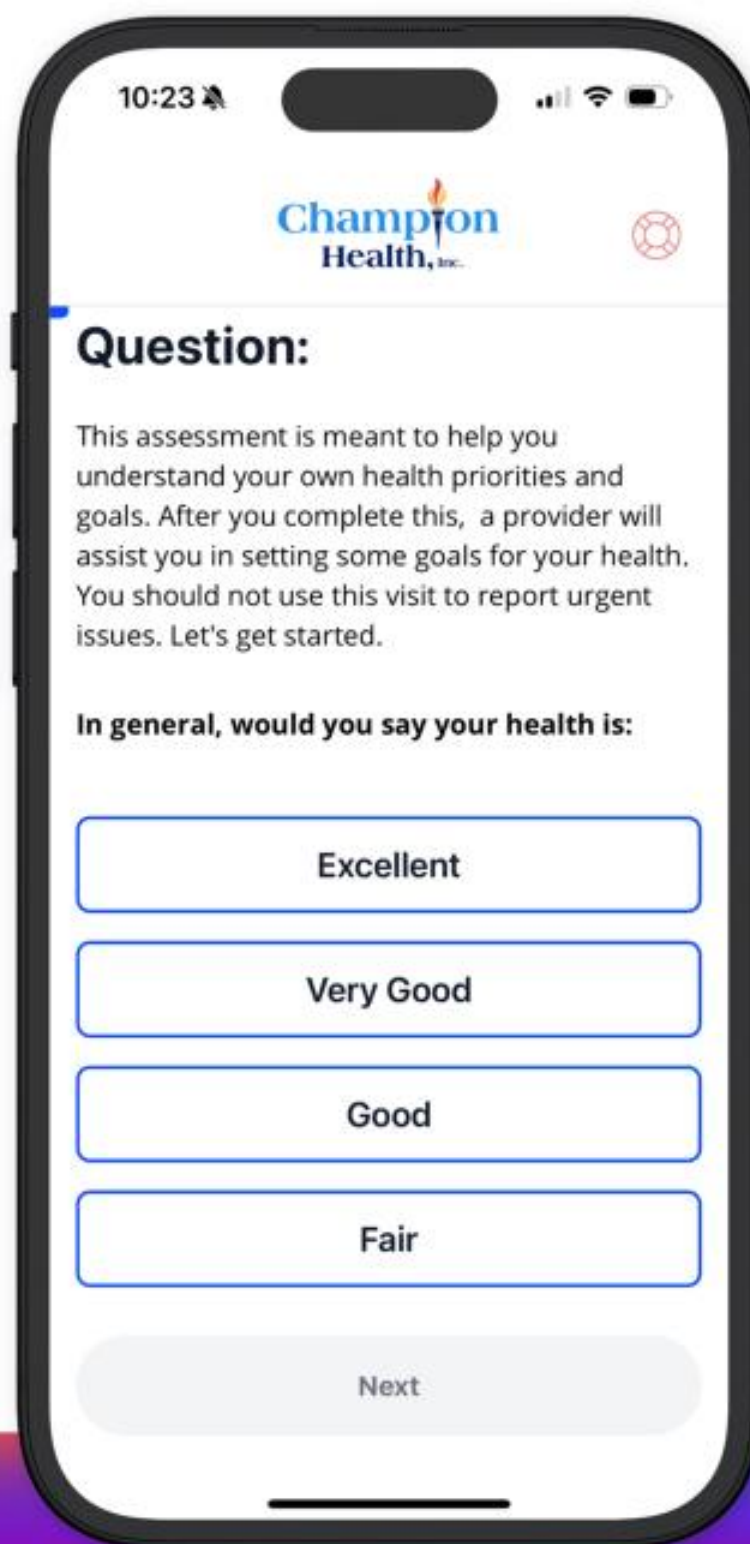 10:23
Champion
Health, Inc.
Question:
This assessment is meant to help you
understand your own health priorities and
goals. After you complete this,  a provider will
assist you in setting some goals for your health.
You should not use this visit to report urgent
issues. Let's get started.
In general, would you say your health is:
Excellent
Very Good
Good
Fair
Next